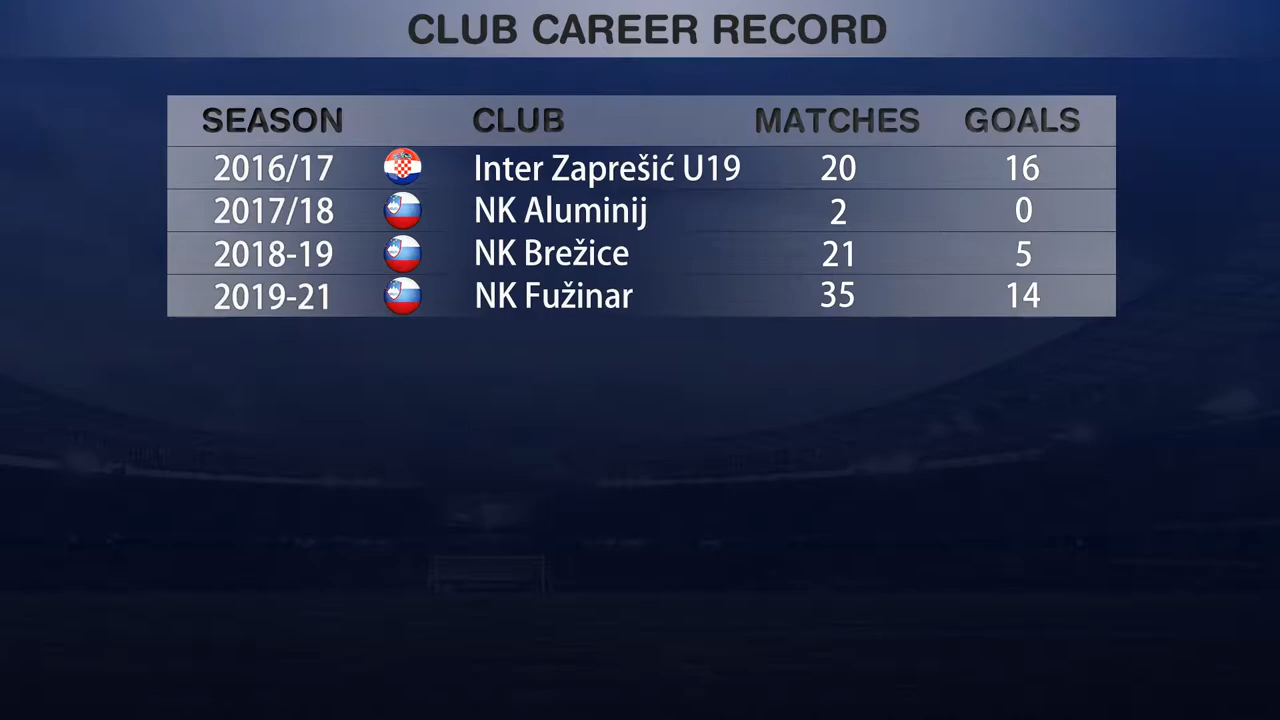 CLUB CAREER RECORD
SEASON CLUB MATCHES GOALS
2016/17 Inter Zaprešić U19 20 16
2017/18 NK Aluminij 2 0
2018-19 NK Brežice 21 5
2019-21 NK Fužinar 35 14